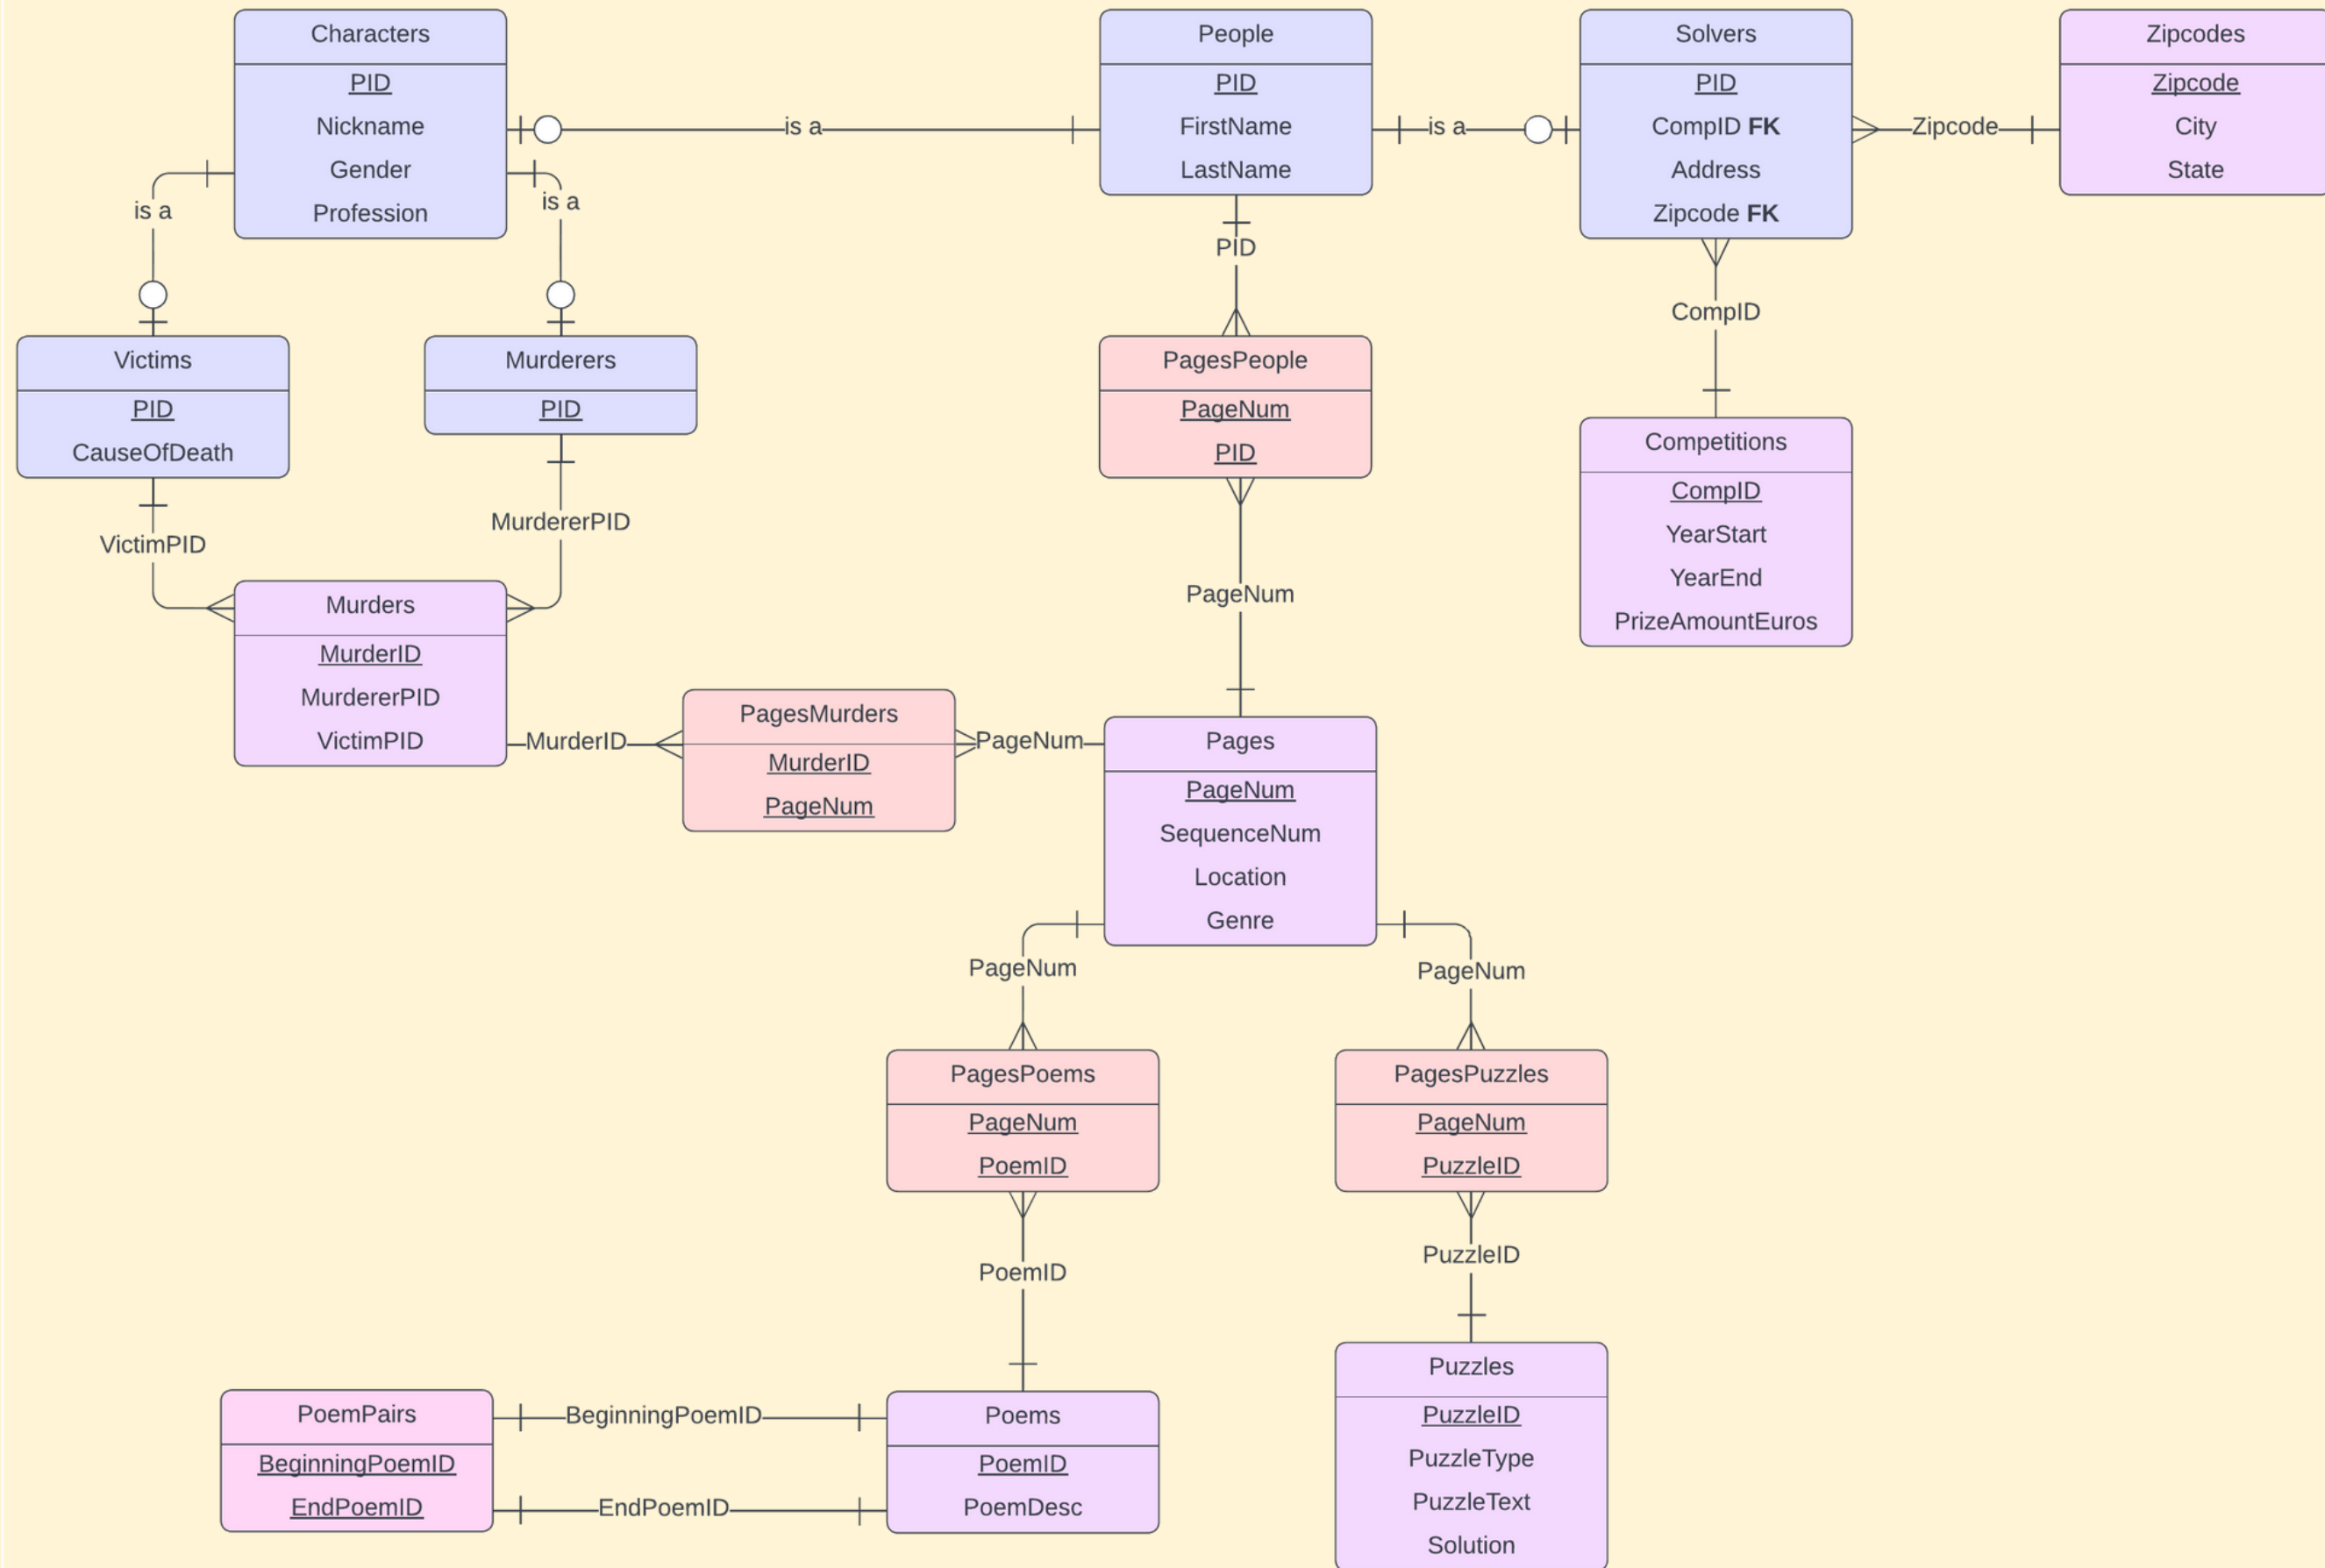 Characters
PID
Nickname
Gender
Profession
is a
People
PID
FirstName
LastName
is a
Solvers
PID
CompID FK
Address
Zipcode FK
Zipcode
Zipcodes
Zipcode
City
State
is a
is a
PID
CompID
Victims
PID
CauseOfDeath
Murderers
PID
PagesPeople
PageNum
PID
Competitions
CompID
YearStart
YearEnd
PrizeAmountEuros
VictimPID
MurdererPID
PageNum
Murders
MurderID
MurdererPID
VictimPID
MurderID
PagesMurders
MurderID
PageNum
PageNum
Pages
PageNum
SequenceNum
Location
Genre
PageNum
PageNum
PagesPoems
PageNum
PoemID
PagesPuzzles
PageNum
PuzzleID
PoemID
PuzzleID
PoemPairs
BeginningPoemID
EndPoemID
BeginningPoemID
EndPoemID
Poems
PoemID
PoemDesc
Puzzles
PuzzleID
PuzzleType
PuzzleText
Solution